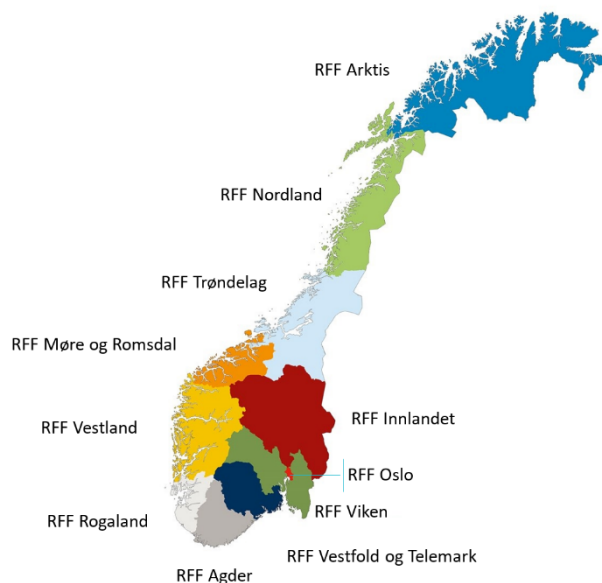 RFF Arktis
RFF Nordland
RFF Trøndelag
RFF Møre og Romsdal
RFF Vestland
RFF Innlandet
RFF Oslo
RFF Rogaland
RFF Viken
RFF Vestfold og Telemark
RFF Agder